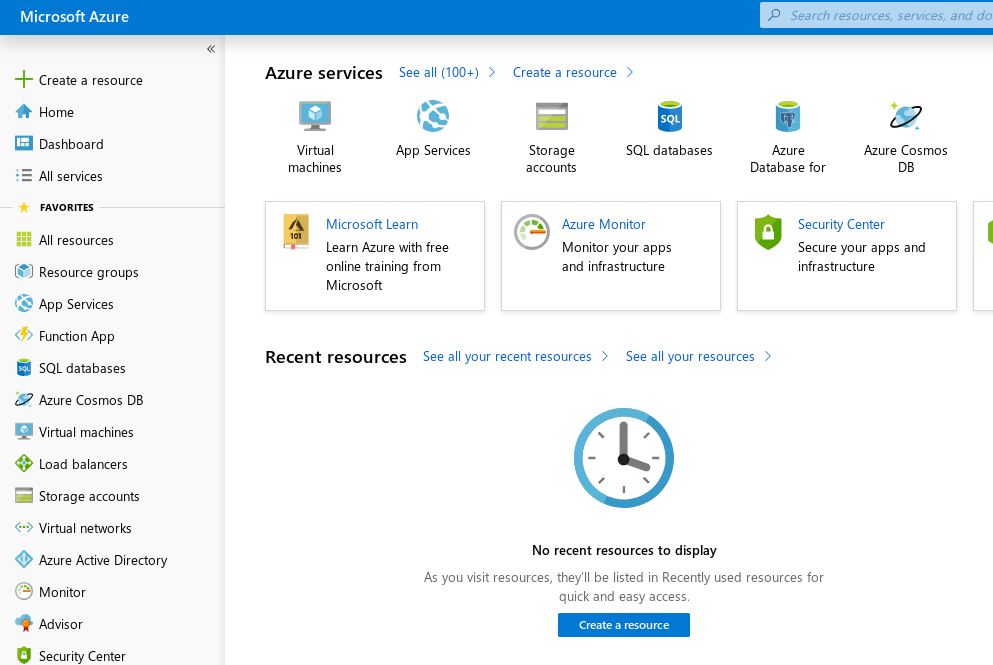 Microsoft Azure
Search resources, services, and do
«
Create a resource
Home
Dashboard
All services
FAVORITES
All resources
Resource groups
App Services
Function App
SQL databases
Azure Cosmos DB
Virtual machines
Load balancers
Storage accounts
Virtual networks
Azure Active Directory
Monitor
Advisor
Security Center
Azure services See all (100+) Create a resource
Virtual
machines
App Services
Storage
accounts
SQL
SQL databases
Azure
Database for
Azure Cosmos
DB
101
Microsoft Learn
Learn Azure with free
online training from
Microsoft
Azure Monitor
Monitor your apps
and infrastructure
Security Center
Secure your apps and
infrastructure
Recent resources See all your recent resources See all your resources
No recent resources to display
As you visit resources, they'll be listed in Recently used resources for
quick and easy access.
Create a resource